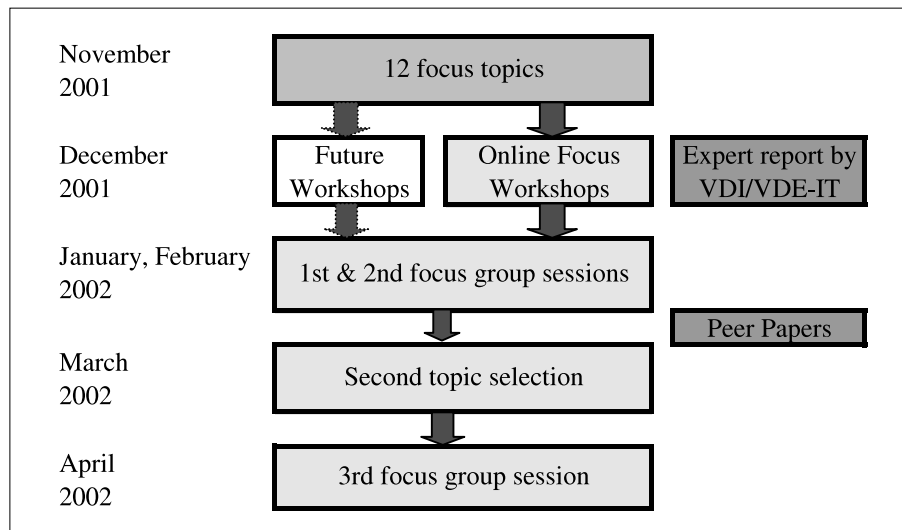 November
2001
12 focus topics
December
2001
Future
Workshops
Online Focus
Workshops
Expert report by
VDI/VDE-IT
January, February
2002
1st & 2nd focus group sessions
Peer Papers
March
2002
Second topic selection
April
2002
3rd focus group session